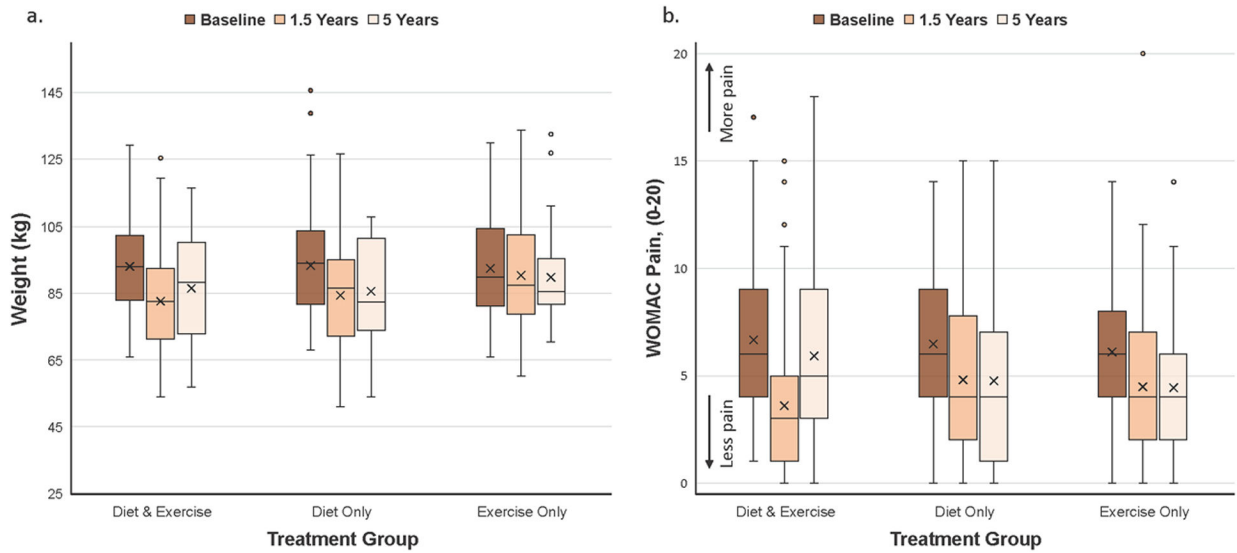 a.
Baseline 1.5 Years 5 Years
Weight (kg)
145
125
105
85
65
45
25
Diet & Exercise Diet Only Exercise Only
Treatment Group
b.
Baseline 1.5 Years 5 Years
WOMAC Pain, (0-20)
20
15
10
5
0
More pain
Less pain
Diet & Exercise Diet Only Exercise Only
Treatment Group